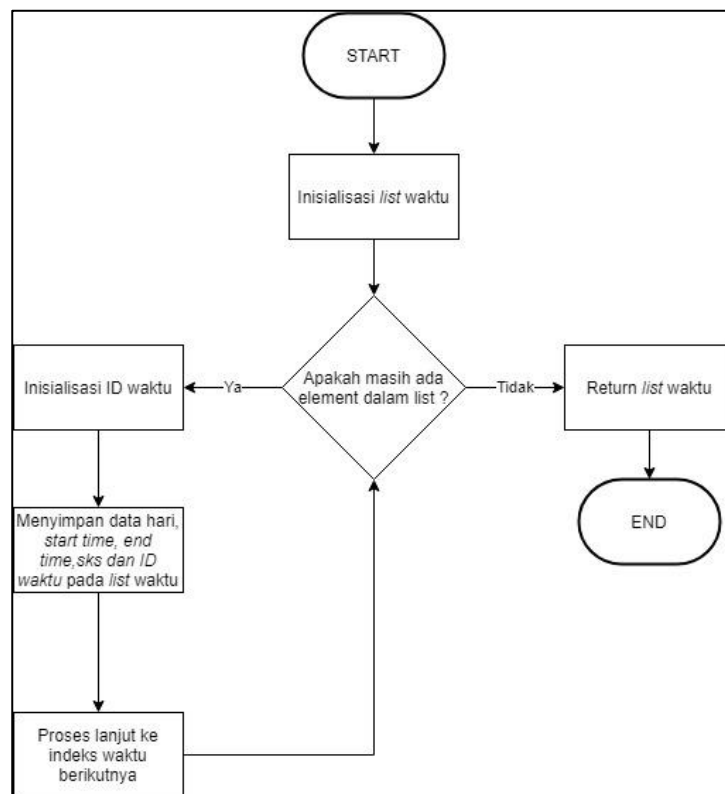 START
Inisialisasi list waktu
Apakah masih ada
element dalam list ?
Ya
Tidak
Inisialisasi ID waktu
Return list waktu
Menyimpan data hari,
start time, end
time,sks dan ID
waktu pada list waktu
END
Proses lanjut ke
indeks waktu
berikutnya